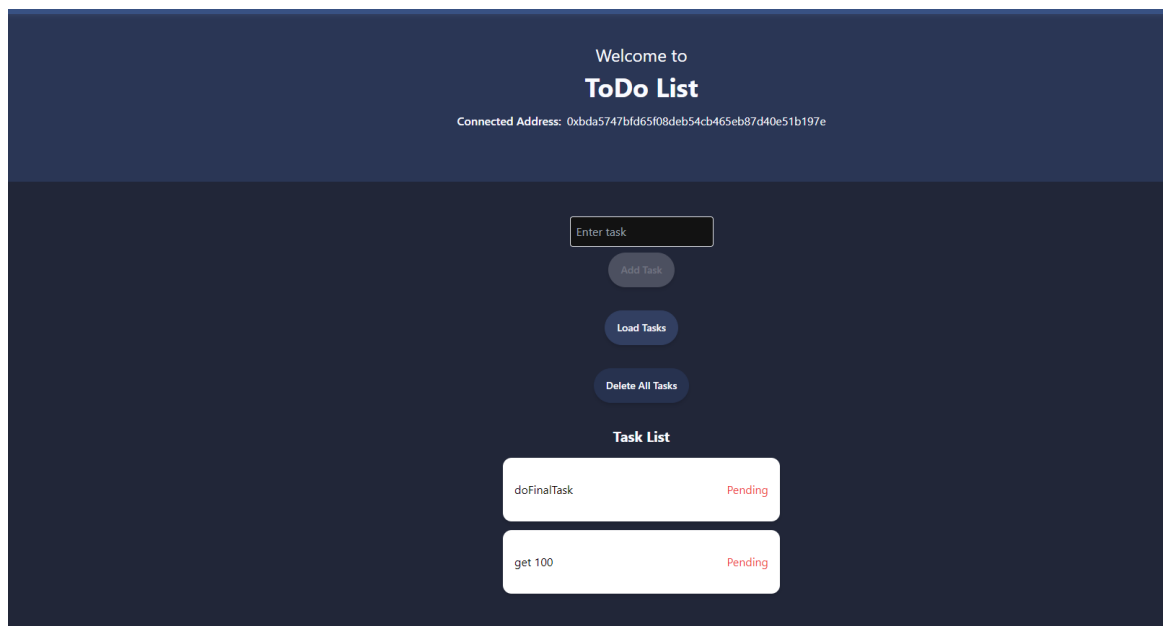 Welcome to
ToDo List
Connected Address: 0xbda5747bfd65f08deb54cb465eb87d40e51b197e
Enter task
Add Task
Load Tasks
Delete All Tasks
Task List
doFinalTask Pending
get 100 Pending